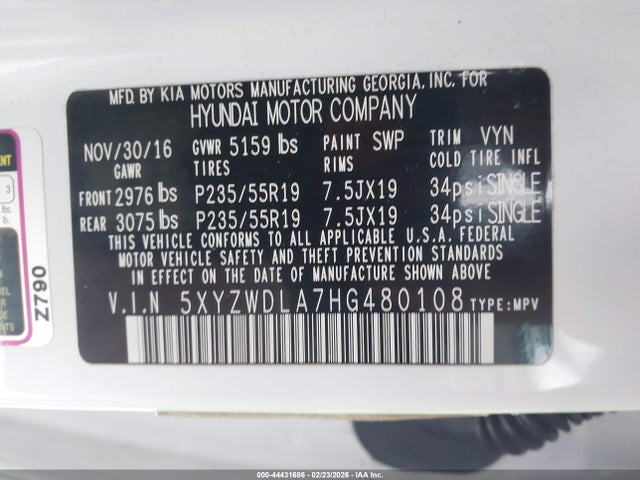 MFD. BY KIA MOTORS MANUFACTURING GEORGIA, INC. FOR
HYUNDAI MOTOR COMPANY
NOV/30/16 GVWR 5159 lbs PAINT SWP TRIM VYN
GAWR TIRES RIMS COLD TIRE INFL
FRONT 2976 lbs P235/55R19 7.5JX19 34psi SINGLE
REAR 3075 lbs P235/55R19 7.5JX19 34psi SINGLE
THIS VEHICLE CONFORMS TO ALL APPLICABLE U.S.A. FEDERAL
MOTOR VEHICLE SAFETY AND THEFT PREVENTION STANDARDS
IN EFFECT ON THE DATE OF MANUFACTURE SHOWN ABOVE.
V.I.N 5XYZWDLA7HG480108 TYPE:MPV
Z790
3
lbs.
lb.
000-44431686 - 02/23/2026 - IAA Inc.